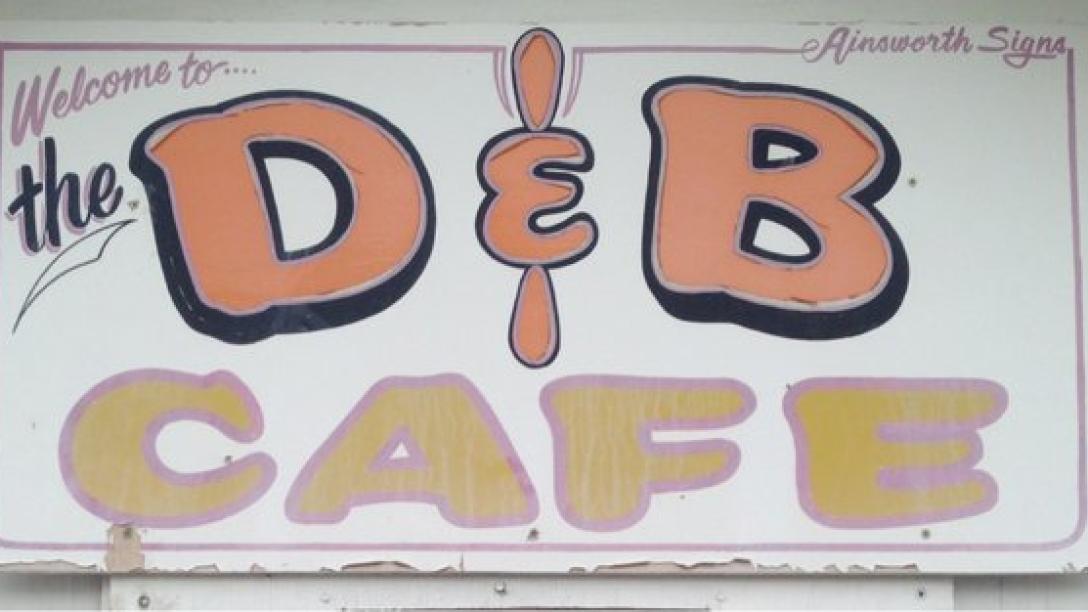 Welcome to....
Ainsworth Signs
the D & B
CAFE